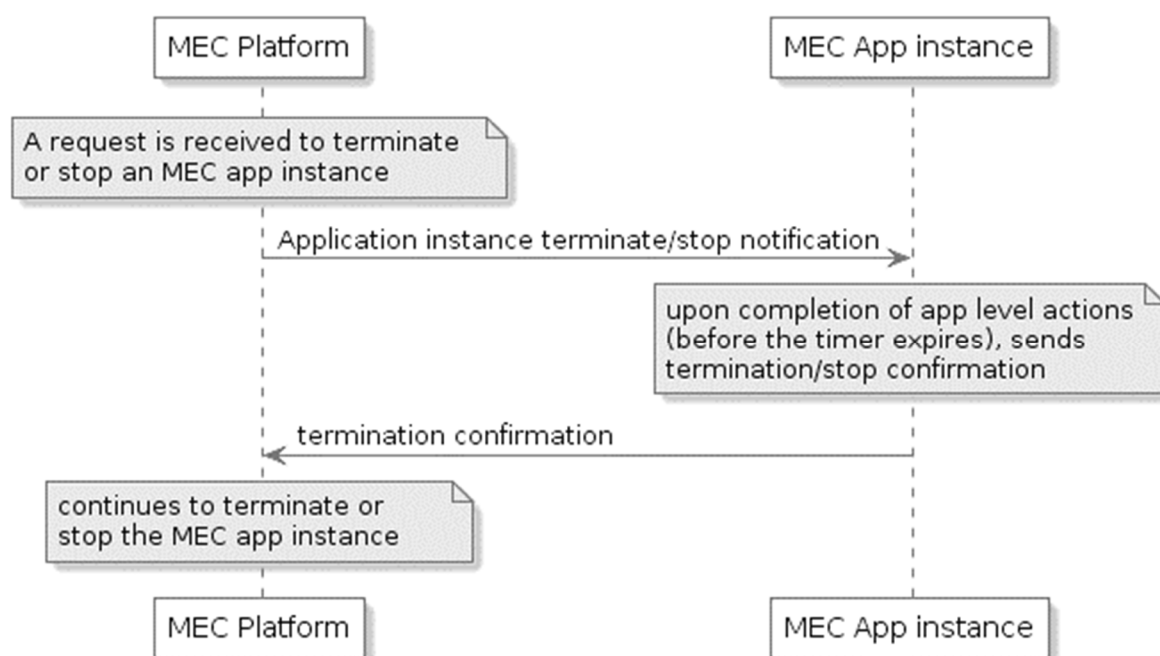 MEC Platform
MEC App instance
A request is received to terminate
or stop an MEC app instance
Application instance terminate/stop notification
upon completion of app level actions
(before the timer expires), sends
termination/stop confirmation
termination confirmation
continues to terminate or
stop the MEC app instance
MEC Platform
MEC App instance